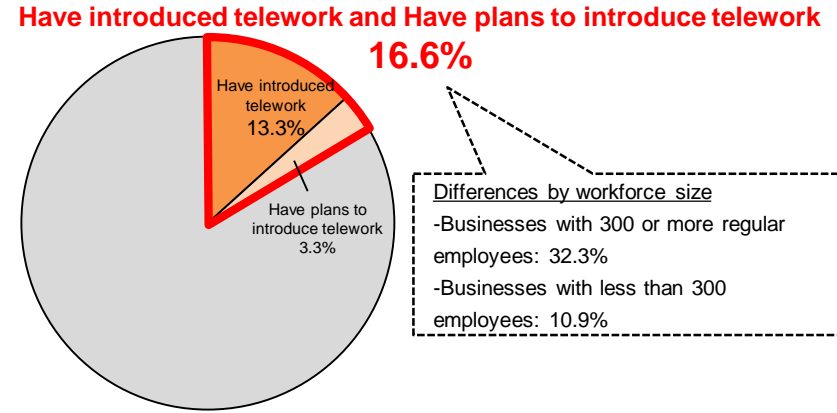 Have introduced telework and Have plans to introduce telework
16.6%
Have introduced
telework
13.3%
Have plans to
introduce telework
3.3%
Differences by workforce size
-Businesses with 300 or more regular
employees: 32.3%
-Businesses with less than 300
employees: 10.9%